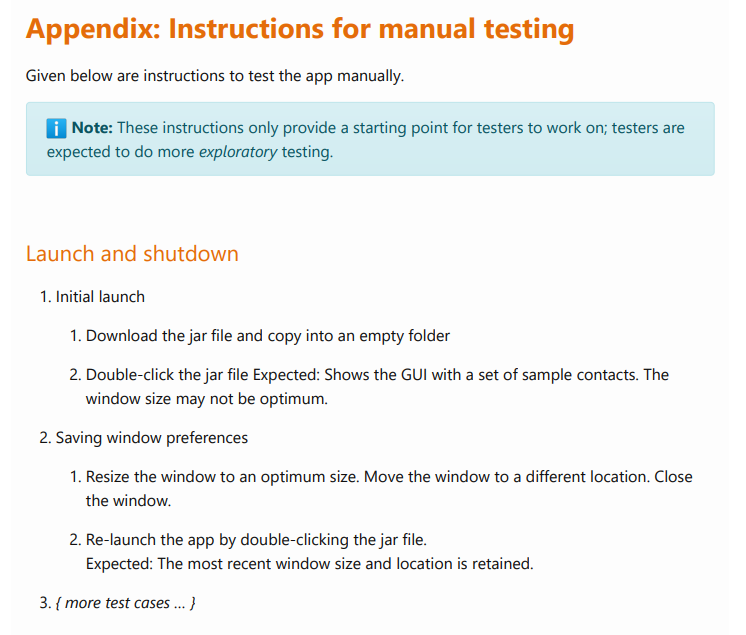 Appendix: Instructions for manual testing
Given below are instructions to test the app manually.
ℹ️ Note: These instructions only provide a starting point for testers to work on; testers are
expected to do more exploratory testing.
Launch and shutdown
1. Initial launch
1. Download the jar file and copy into an empty folder
2. Double-click the jar file Expected: Shows the GUI with a set of sample contacts. The
window size may not be optimum.
2. Saving window preferences
1. Resize the window to an optimum size. Move the window to a different location. Close
the window.
2. Re-launch the app by double-clicking the jar file.
Expected: The most recent window size and location is retained.
3. { more test cases … }